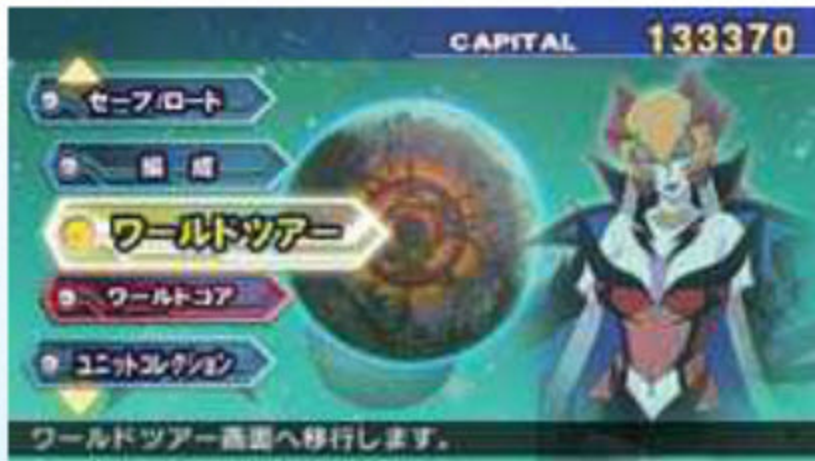 CAPITAL 133370
セーブ/ロード
編成
ワールドツアー
ワールドコア
ユニットコレクション
ワールドツアー画面へ移行します。